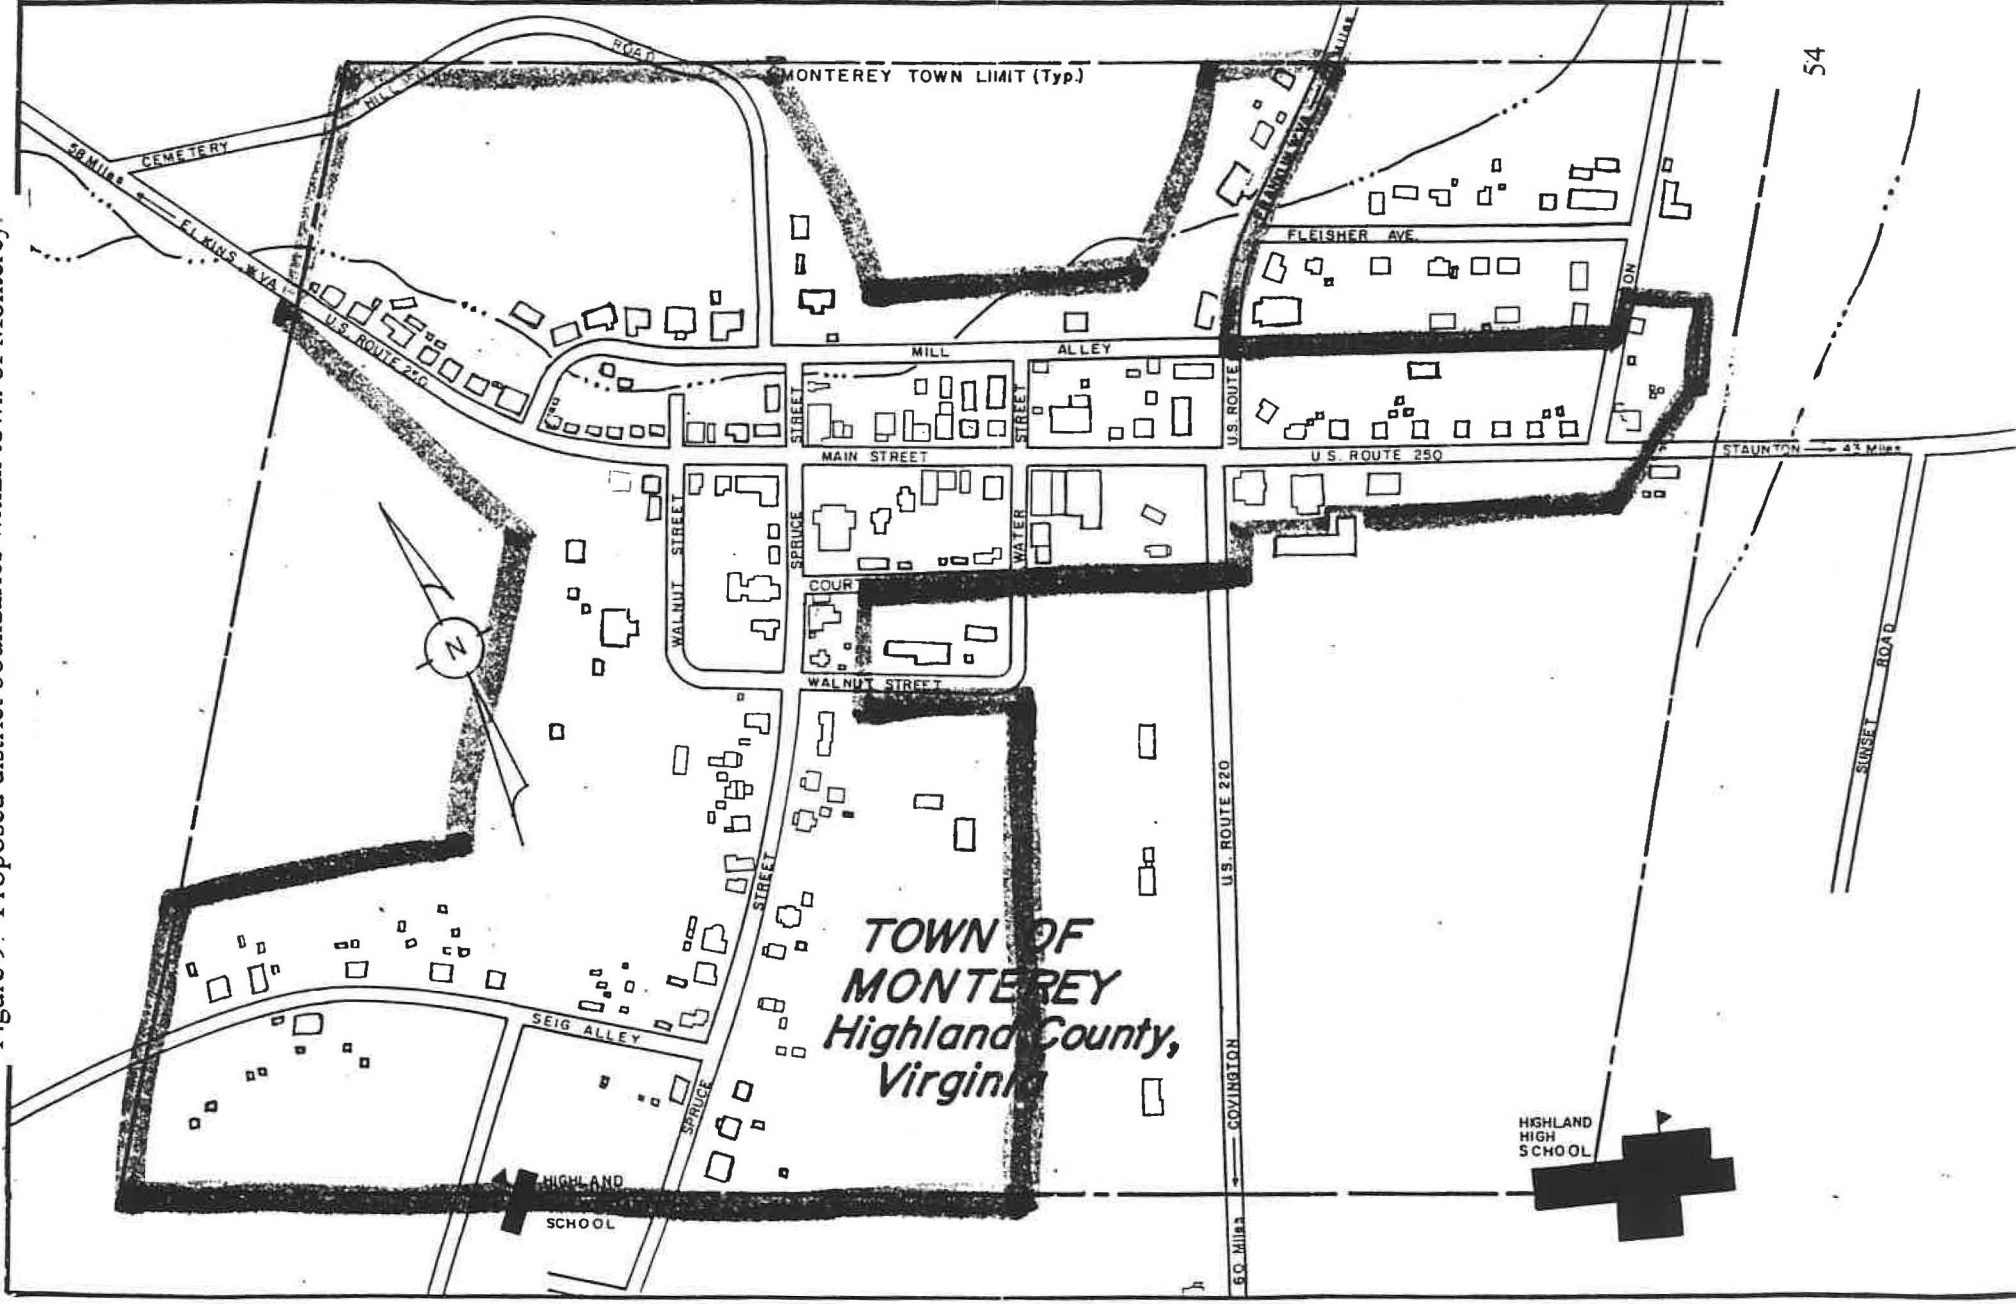 54
MONTEREY TOWN LIMIT (Typ.)
ROAD
HILL
CEMETERY
58 Miles
ELKINS, W.VA.
U.S. ROUTE 250
Miles
FRANKLIN, W.VA.
FLEISHER AVE.
MILL ALLEY
STREET
STREET
U.S. ROUTE
MAIN STREET
U.S. ROUTE 250
STAUNTON
43 Miles
WALNUT STREET
SPRUCE
WATER
COURT
WALNUT STREET
N
STREET
U.S. ROUTE 220
SUNSET ROAD
TOWN OF
MONTEREY
Highland County,
Virginia
SEIG ALLEY
SPRUCE
COVINGTON
60 Miles
HIGHLAND
SCHOOL
HIGHLAND
HIGH
SCHOOL